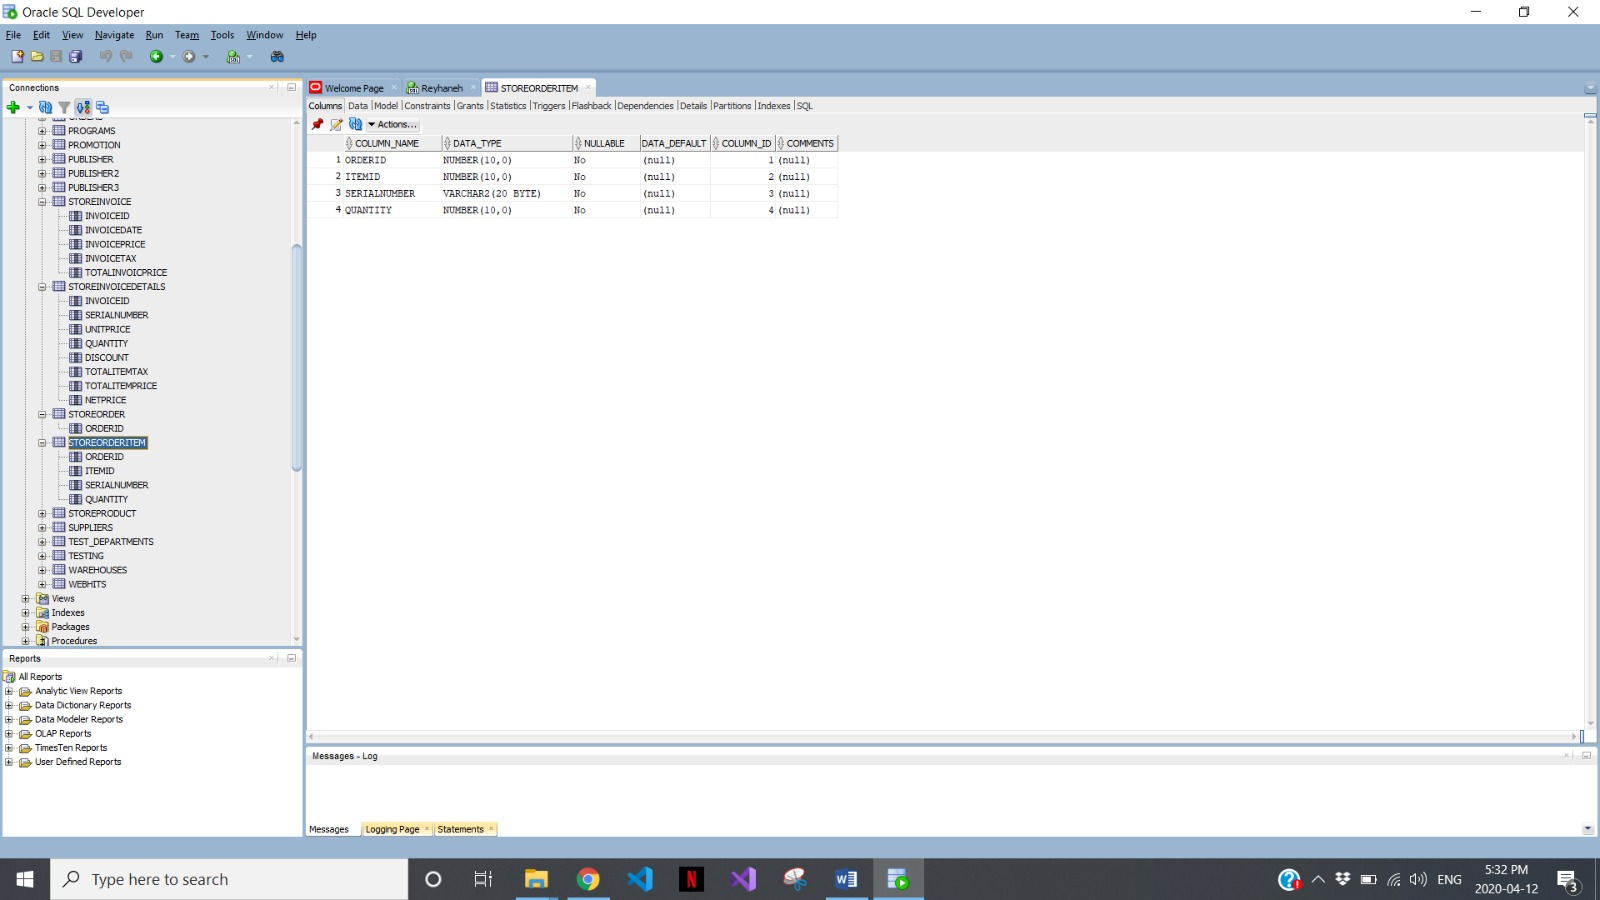 Oracle SQL Developer
File Edit View Navigate Run Team Tools Window Help
Connections
PROGRAMS
PROMOTION
PUBLISHER
PUBLISHER2
PUBLISHER3
STOREINVOICE
INVOICEID
INVOICEDATE
INVOICEPRICE
INVOICETAX
TOTALINVOICPRICE
STOREINVOICEDETAILS
INVOICEID
SERIALNUMBER
UNITPRICE
QUANTITY
DISCOUNT
TOTALITEMTAX
TOTALITEMPRICE
NETPRICE
STOREORDER
ORDERID
STOREORDERITEM
ORDERID
ITEMID
SERIALNUMBER
QUANTITY
STOREPRODUCT
SUPPLIERS
TEST_DEPARTMENTS
TESTING
WAREHOUSES
WEBHITS
Views
Indexes
Packages
Procedures
Reports
All Reports
Analytic View Reports
Data Dictionary Reports
Data Modeler Reports
OLAP Reports
TimesTen Reports
User Defined Reports
Welcome Page Reyhaneh STOREORDERITEM
Columns Data Model Constraints Grants Statistics Triggers Flashback Dependencies Details Partitions Indexes SQL
Actions...
COLUMN_NAME DATA_TYPE NULLABLE DATA_DEFAULT COLUMN_ID COMMENTS
1 ORDERID NUMBER(10,0) No (null) 1 (null)
2 ITEMID NUMBER(10,0) No (null) 2 (null)
3 SERIALNUMBER VARCHAR2(20 BYTE) No (null) 3 (null)
4 QUANTITY NUMBER(10,0) No (null) 4 (null)
Messages - Log
Messages Logging Page Statements
Type here to search
ENG
5:32 PM
2020-04-12
3